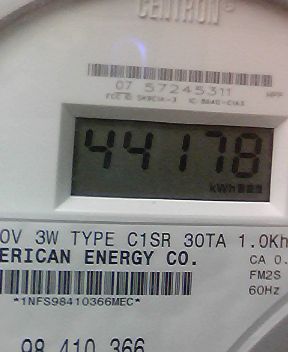 CENTRON®
07 57245311
44178
kWh
0V 3W TYPE C1SR 30TA 1.0Kh
ERICAN ENERGY CO.
CA 0.
FM2S
60Hz
*1NFS98410366MEC*
98 410 366